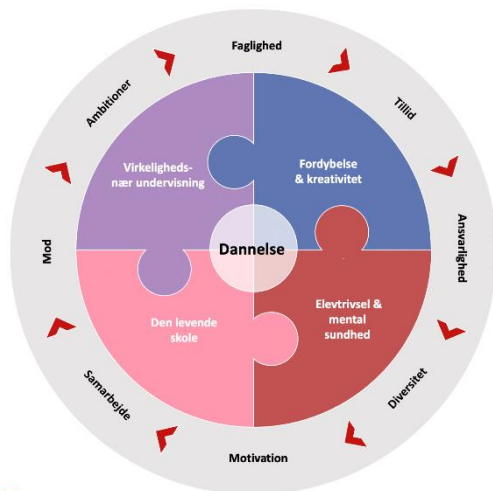 Faglighed
Tillid
Ansvarlighed
Diversitet
Motivation
Samarbejde
Mod
Ambitioner
Virkeligheds-
nær undervisning
Fordybelse
& kreativitet
Dannelse
Den levende
skole
Elevtrivsel &
mental
sundhed